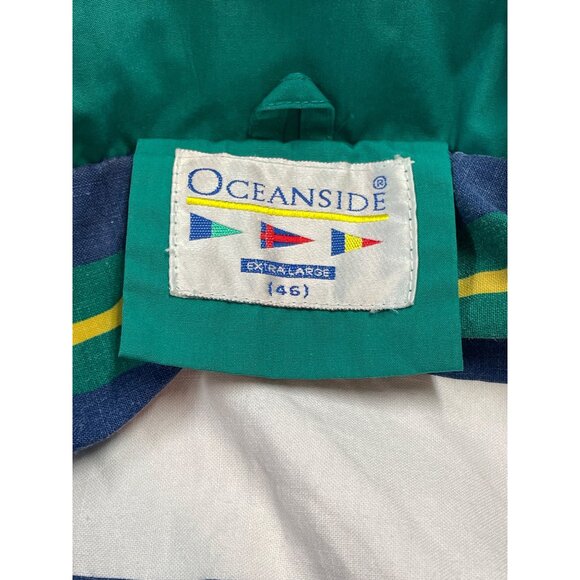 OCEANSIDE®
EXTRA LARGE
(46)